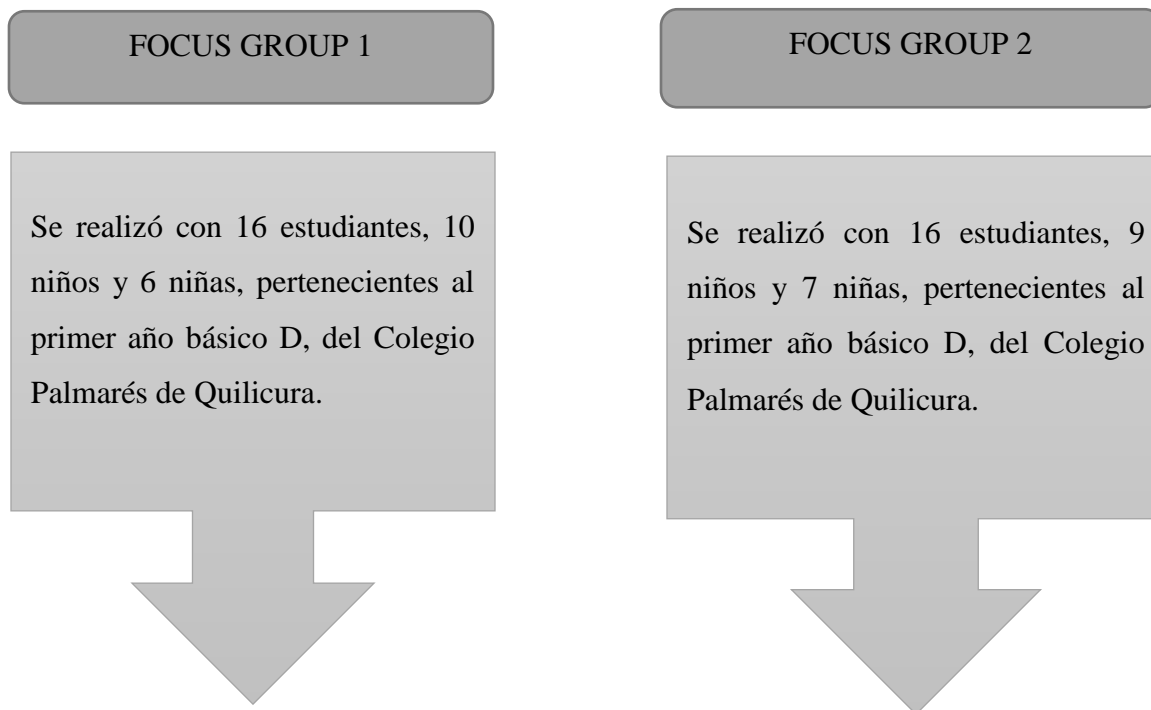 FOCUS GROUP 1
Se realizó con 16 estudiantes, 10
niños y 6 niñas, pertenecientes al
primer año básico D, del Colegio
Palmarés de Quilicura.
FOCUS GROUP 2
Se realizó con 16 estudiantes, 9
niños y 7 niñas, pertenecientes al
primer año básico D, del Colegio
Palmarés de Quilicura.